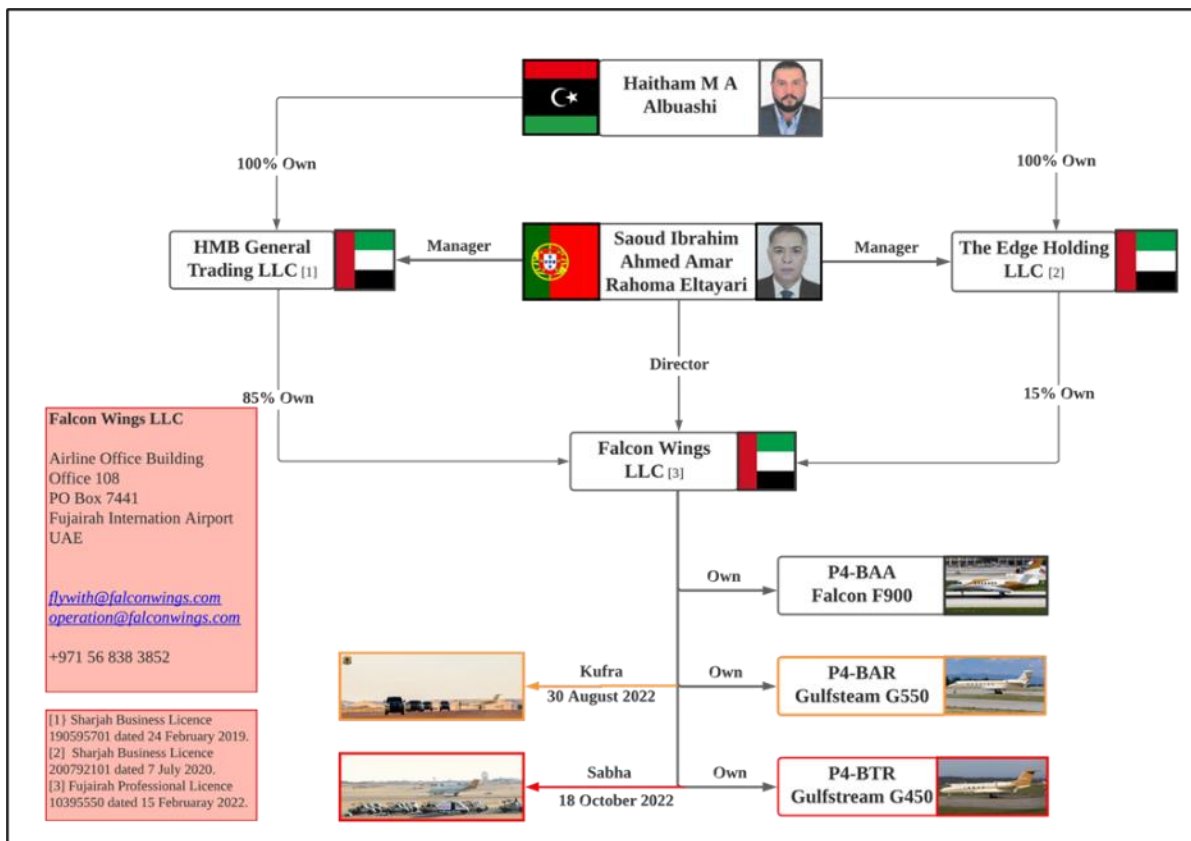 Haitham M A
Albuashi
100% Own
100% Own
HMB General
Trading LLC [1]
Manager
Saoud Ibrahim
Ahmed Amar
Rahoma Eltayari
Manager
The Edge Holding
LLC [2]
Director
85% Own
15% Own
Falcon Wings
LLC [3]
Falcon Wings LLC
Airline Office Building
Office 108
PO Box 7441
Fujairah Internation Airport
UAE
flywith@falconwings.com
operation@falconwings.com
+971 56 838 3852
Own
P4-BAA
Falcon F900
Kufra
30 August 2022
Own
P4-BAR
Gulfsteam G550
Sabha
18 October 2022
Own
P4-BTR
Gulfstream G450
[1} Sharjah Business Licence
190595701 dated 24 February 2019.
[2] Sharjah Business Licence
200792101 dated 7 July 2020.
[3] Fujairah Professional Licence
10395550 dated 15 Februaray 2022.